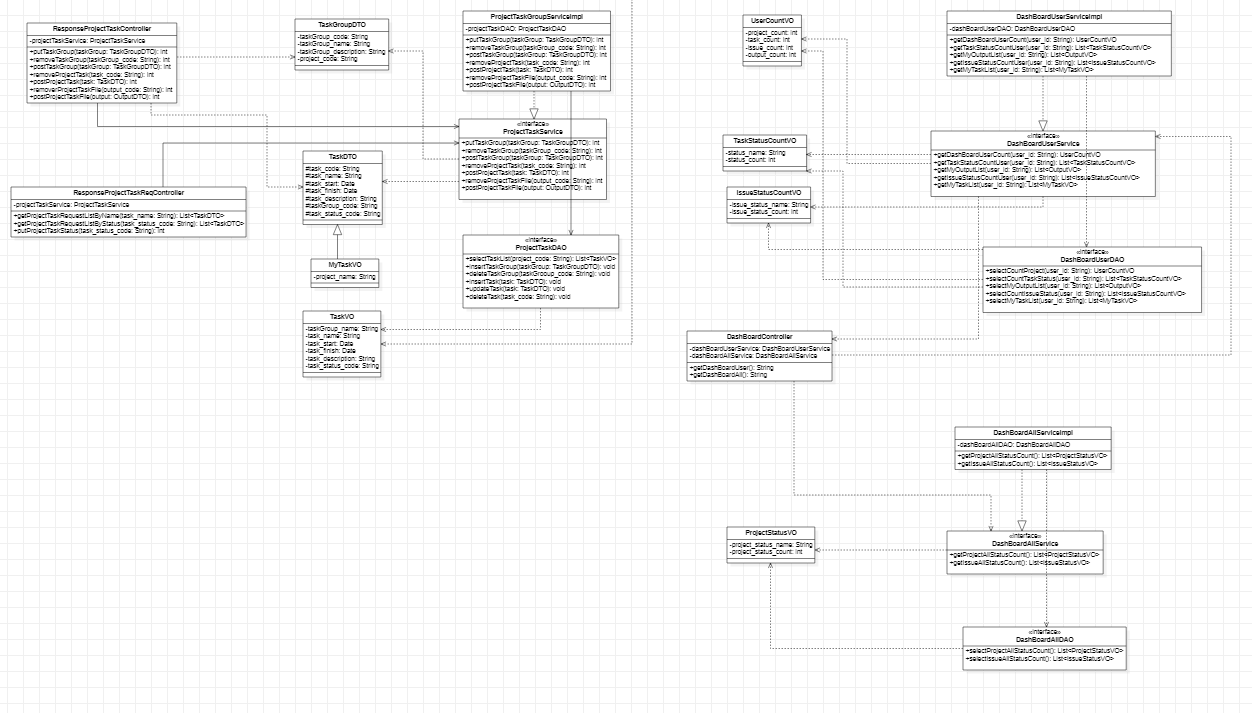 ResponseProjectTaskController
-projectTaskService: ProjectTaskService
+putTaskGroup(taskGroup: TaskGroupDTO): int
+removeTaskGroup(taskGroup_code: String): int
+postTaskGroup(taskGroup: TaskGroupDTO): int
+removeProjectTask(task_code: String): int
+postProjectTask(task: TaskDTO): int
+removerProjectTaskFile(output_code: String): int
+postProjectTaskFile(output: OutputDTO): int
TaskGroupDTO
-taskGroup_code: String
-taskGroup_name: String
-taskGroup_description: String
-project_code: String
ProjectTaskGroupServiceImpl
-projectTaskDAO: ProjectTaskDAO
+putTaskGroup(taskGroup: TaskGroupDTO): int
+removeTaskGroup(taskGroup_code: String): int
+postTaskGroup(taskGroup: TaskGroupDTO): int
+removeProjectTask(task_code: String): int
+postProjectTask(task: TaskDTO): int
+removeProjectTaskFile(output_code: String): int
+postProjectTaskFile(output: OutputDTO): int
«interface»
ProjectTaskService
+putTaskGroup(taskGroup: TaskGroupDTO): int
+removeTaskGroup(taskGroup_code: String): int
+postTaskGroup(taskGroup: TaskGroupDTO): int
+removeProjectTask(task_code: String): int
+postProjectTask(task: TaskDTO): int
+removeProjectTaskFile(output_code: String): int
+postProjectTaskFile(output: OutputDTO): int
TaskDTO
#task_code: String
#task_name: String
#task_start: Date
#task_finish: Date
#task_description: String
#taskGroup_code: String
#task_status_code: String
ResponseProjectTaskReqController
-projectTaskService: ProjectTaskService
+getProjectTaskRequestListByName(task_name: String): List<TaskDTO>
+getProjectTaskRequestListByStatus(task_status_code: String): List<TaskDTO>
+putProjectTaskStatus(task_status_code: String): int
MyTaskVO
-project_name: String
«interface»
ProjectTaskDAO
+selectTaskList(project_code: String): List<TaskVO>
+insertTaskGroup(taskGroup: TaskGroupDTO): void
+deleteTaskGroup(taskGroup_code: String): void
+insertTask(task: TaskDTO): void
+updateTask(task: TaskDTO): void
+deleteTask(task_code: String): void
TaskVO
-taskGroup_name: String
-task_name: String
-task_start: Date
-task_finish: Date
-task_description: String
-task_status_code: String
UserCountVO
-project_count: int
-task_count: int
-issue_count: int
-output_count: int
DashBoardUserServiceImpl
-dashBoardUserDAO: DashBoardUserDAO
+getDashBoardUserCount(user_id: String): UserCountVO
+getTaskStatusCountUser(user_id: String): List<TaskStatusCountVO>
+getMyOutputList(user_id: String): List<OutputVO>
+getIssueStatusCountUser(user_id: String): List<IssueStatusCountVO>
+getMyTaskList(user_id: String): List<MyTaskVO>
TaskStatusCountVO
-status_name: String
-status_count: int
«interface»
DashBoardUserService
+getDashBoardUserCount(user_id: String): UserCountVO
+getTaskStatusCountUser(user_id: String): List<TaskStatusCountVO>
+getMyOutputList(user_id: String): List<OutputVO>
+getIssueStatusCountUser(user_id: String): List<IssueStatusCountVO>
+getMyTaskList(user_id: String): List<MyTaskVO>
IssueStatusCountVO
-issue_status_name: String
-issue_status_count: int
«interface»
DashBoardUserDAO
+selectCountProject(user_id: String): UserCountVO
+selectCountTaskStatus(user_id: String): List<TaskStatusCountVO>
+selectMyOutputList(user_id: String): List<OutputVO>
+selectCountIssueStatus(user_id: String): List<IssueStatusCountVO>
+selectMyTaskList(user_id: String): List<MyTaskVO>
DashBoardController
-dashBoardUserService: DashBoardUserService
-dashBoardAllService: DashBoardAllService
+getDashBoardUser(): String
+getDashBoardAll(): String
DashBoardAllServiceImpl
-dashBoardAllDAO: DashBoardAllDAO
+getProjectAllStatusCount(): List<ProjectStatusVO>
+getIssueAllStatusCount(): List<IssueStatusVO>
ProjectStatusVO
-project_status_name: String
-project_status_count: int
«interface»
DashBoardAllService
+getProjectAllStatusCount(): List<ProjectStatusVO>
+getIssueAllStatusCount(): List<IssueStatusVO>
«interface»
DashBoardAllDAO
+selectProjectAllStatusCount(): List<ProjectStatusVO>
+selectIssueAllStatusCount(): List<IssueStatusVO>